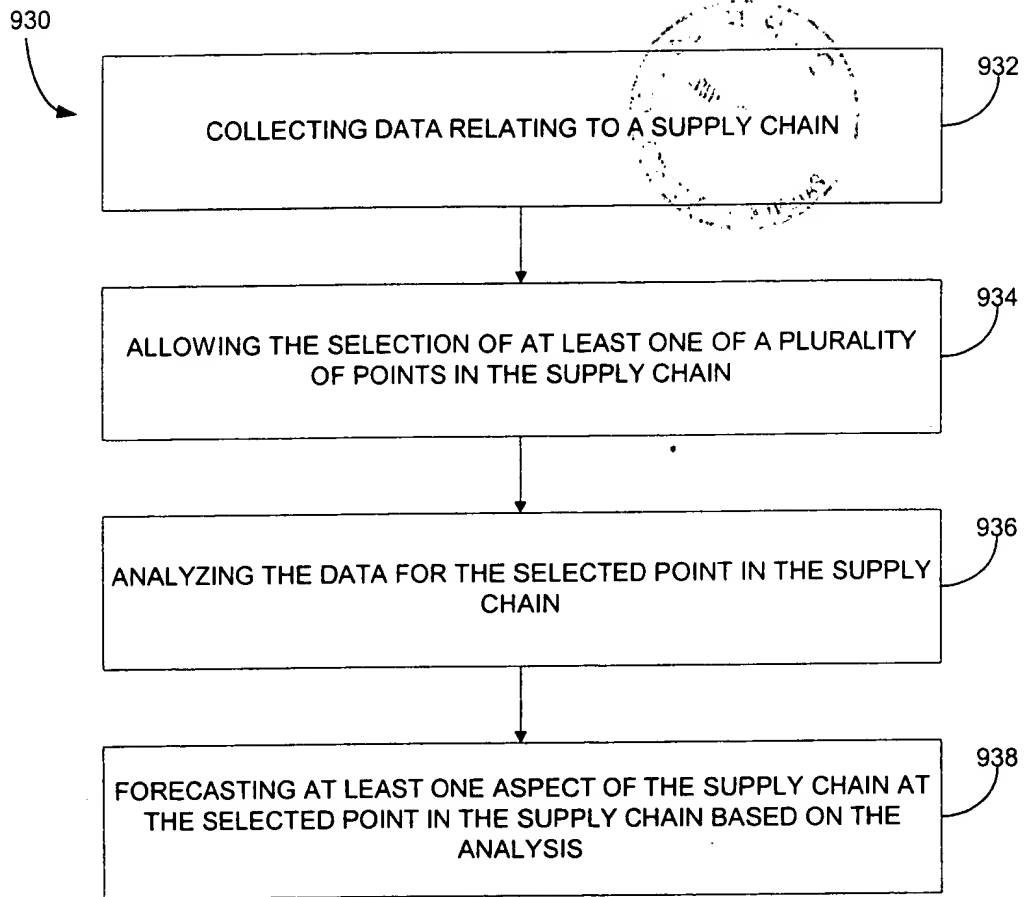 930
932
COLLECTING DATA RELATING TO A SUPPLY CHAIN
934
ALLOWING THE SELECTION OF AT LEAST ONE OF A PLURALITY
OF POINTS IN THE SUPPLY CHAIN
936
ANALYZING THE DATA FOR THE SELECTED POINT IN THE SUPPLY
CHAIN
938
FORECASTING AT LEAST ONE ASPECT OF THE SUPPLY CHAIN AT
THE SELECTED POINT IN THE SUPPLY CHAIN BASED ON THE
ANALYSIS